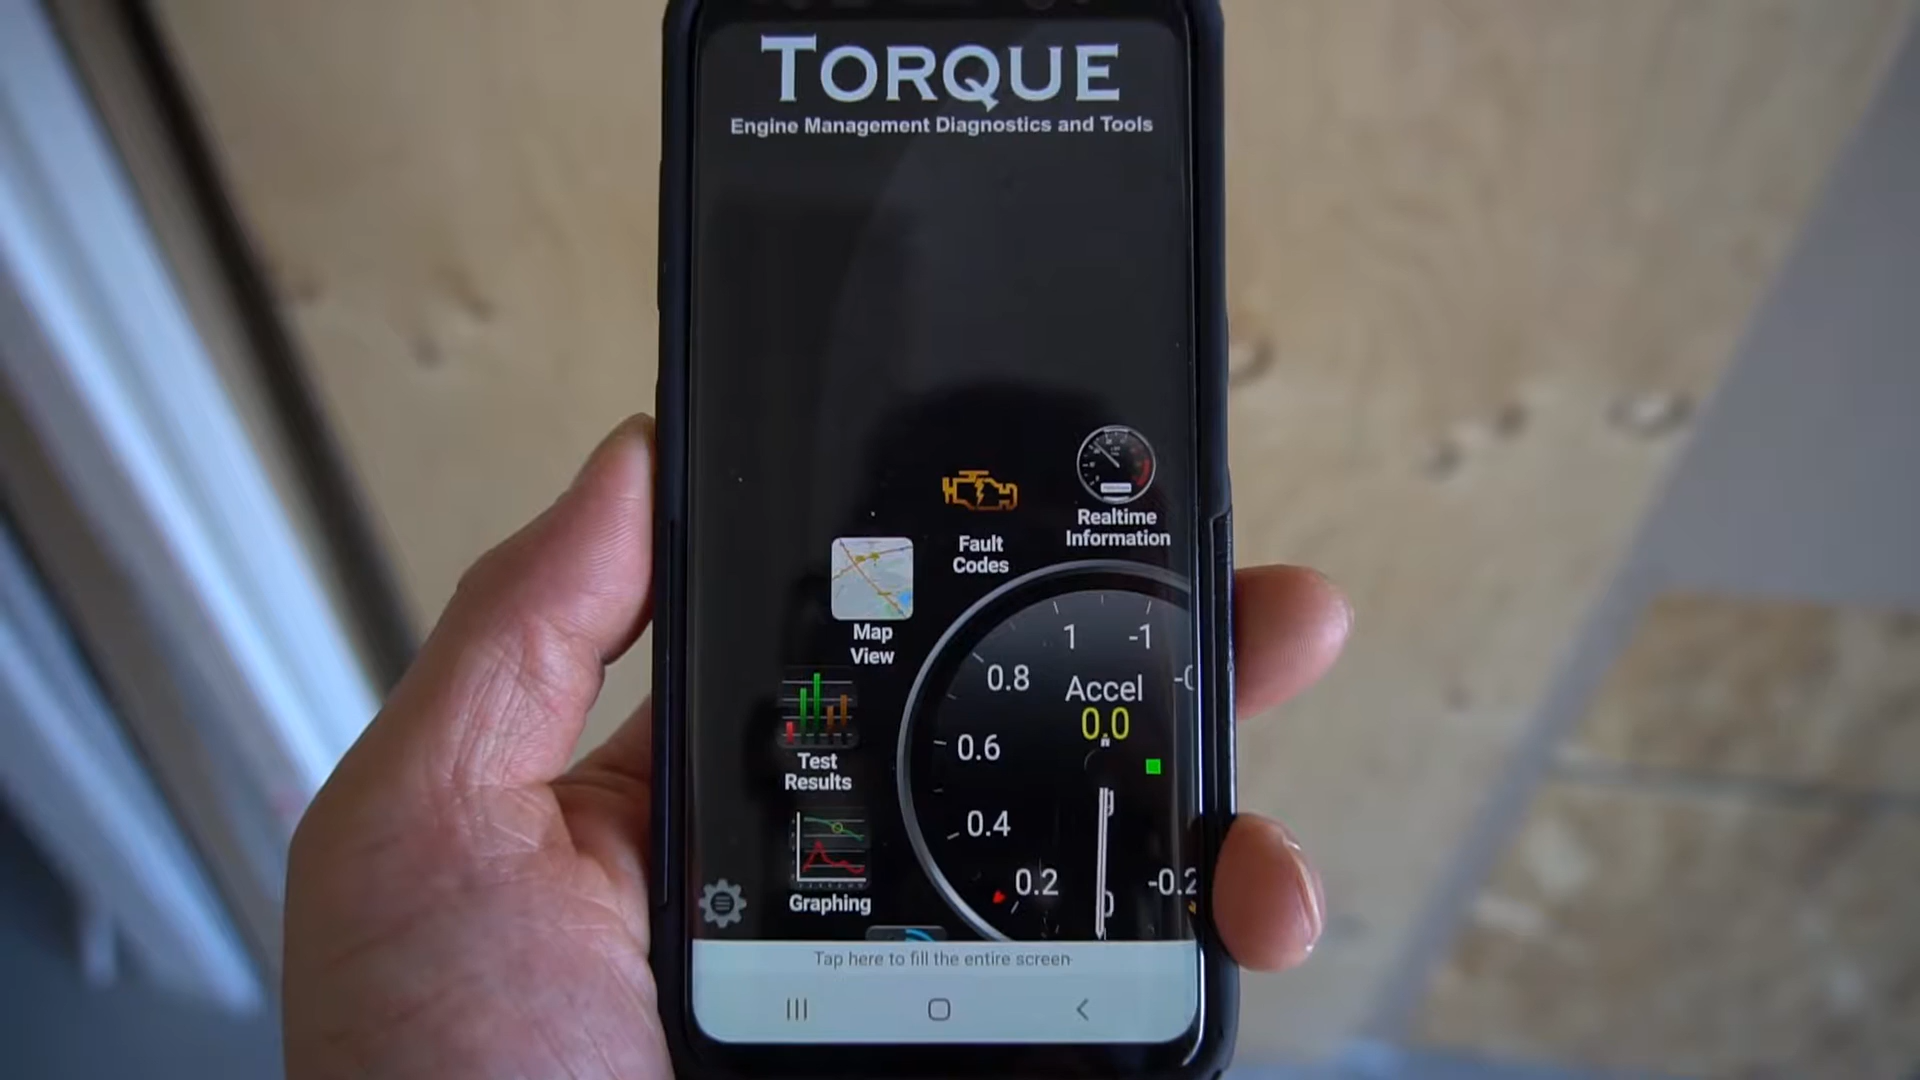 TORQUE
Engine Management Diagnostics and Tools
Realtime
Information
Fault
Codes
Map
View
1 -1
0.8
Accel
0.0
0.6
Test
Results
0.4
0.2 -0.2
0
Graphing
Tap here to fill the entire screen